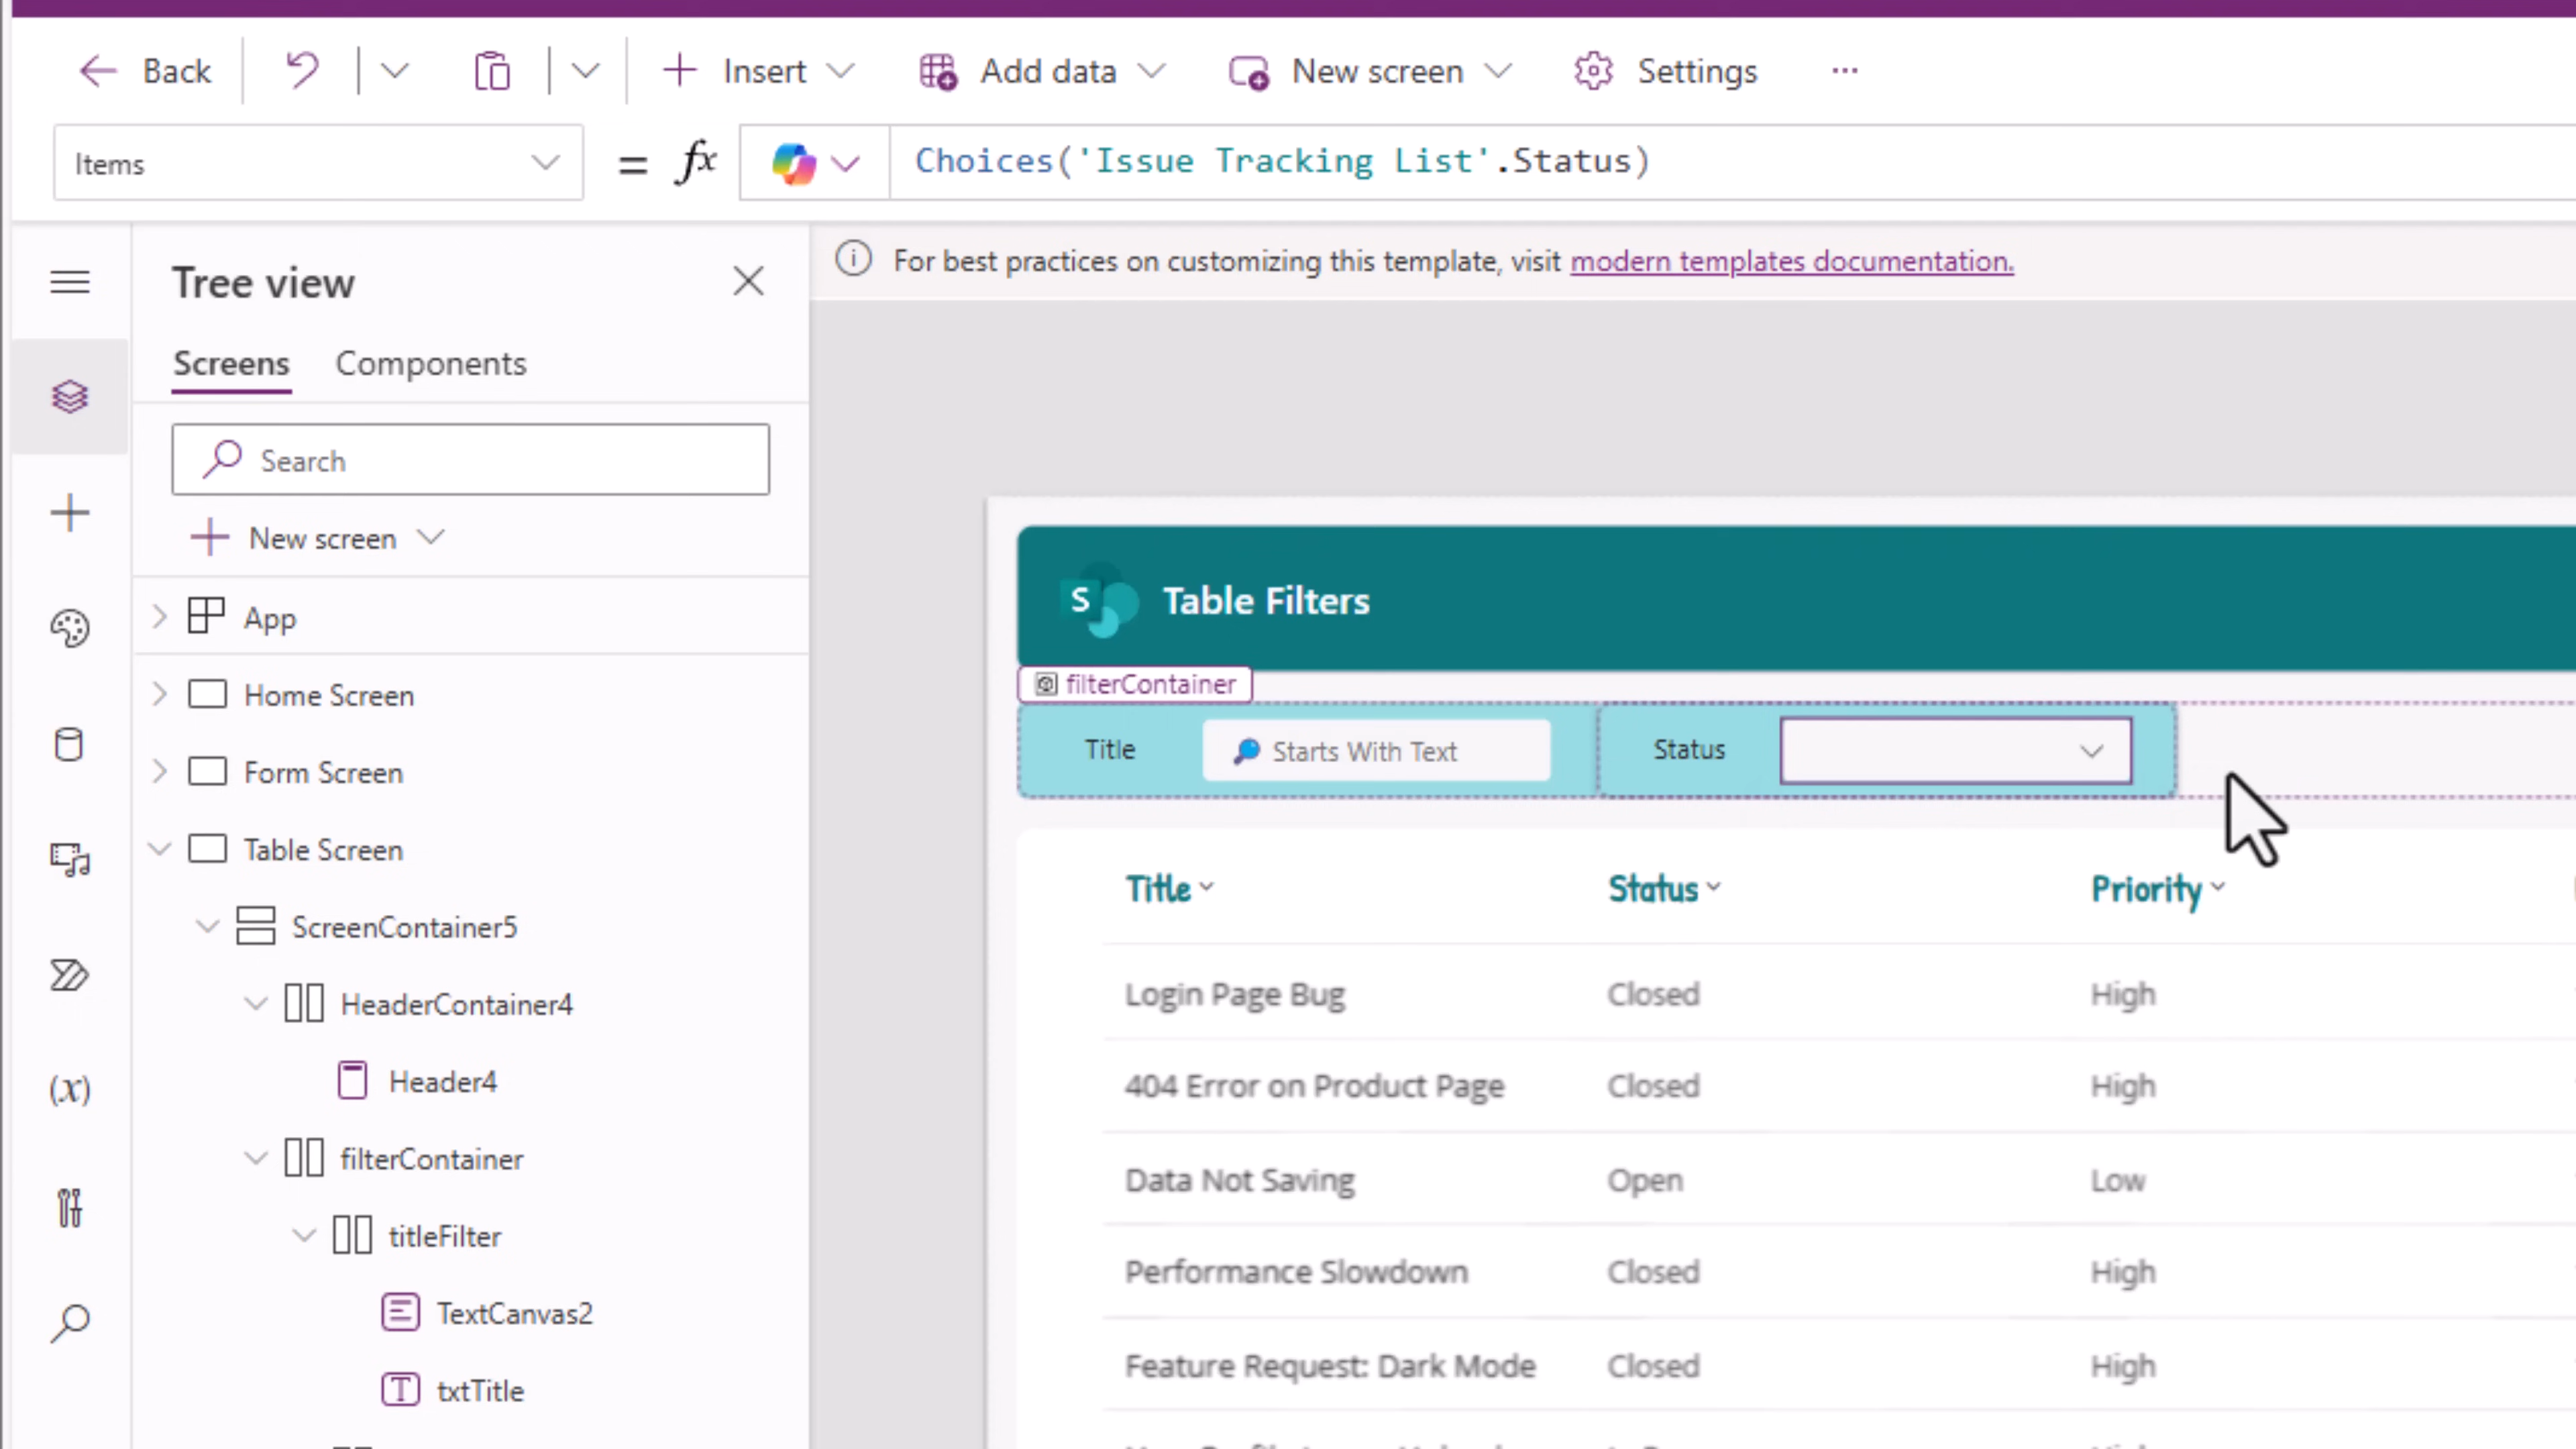 Back
Insert
Add data
New screen
Settings
Items
= fx
Choices('Issue Tracking List'.Status)
Tree view
For best practices on customizing this template, visit modern templates documentation.
Screens
Components
Search
New screen
App
Home Screen
Form Screen
Table Screen
ScreenContainer5
HeaderContainer4
Header4
filterContainer
titleFilter
TextCanvas2
txtTitle
(x)
S
Table Filters
filterContainer
Title
Starts With Text
Status
Title Status Priority
Login Page Bug Closed High
404 Error on Product Page Closed High
Data Not Saving Open Low
Performance Slowdown Closed High
Feature Request: Dark Mode Closed High